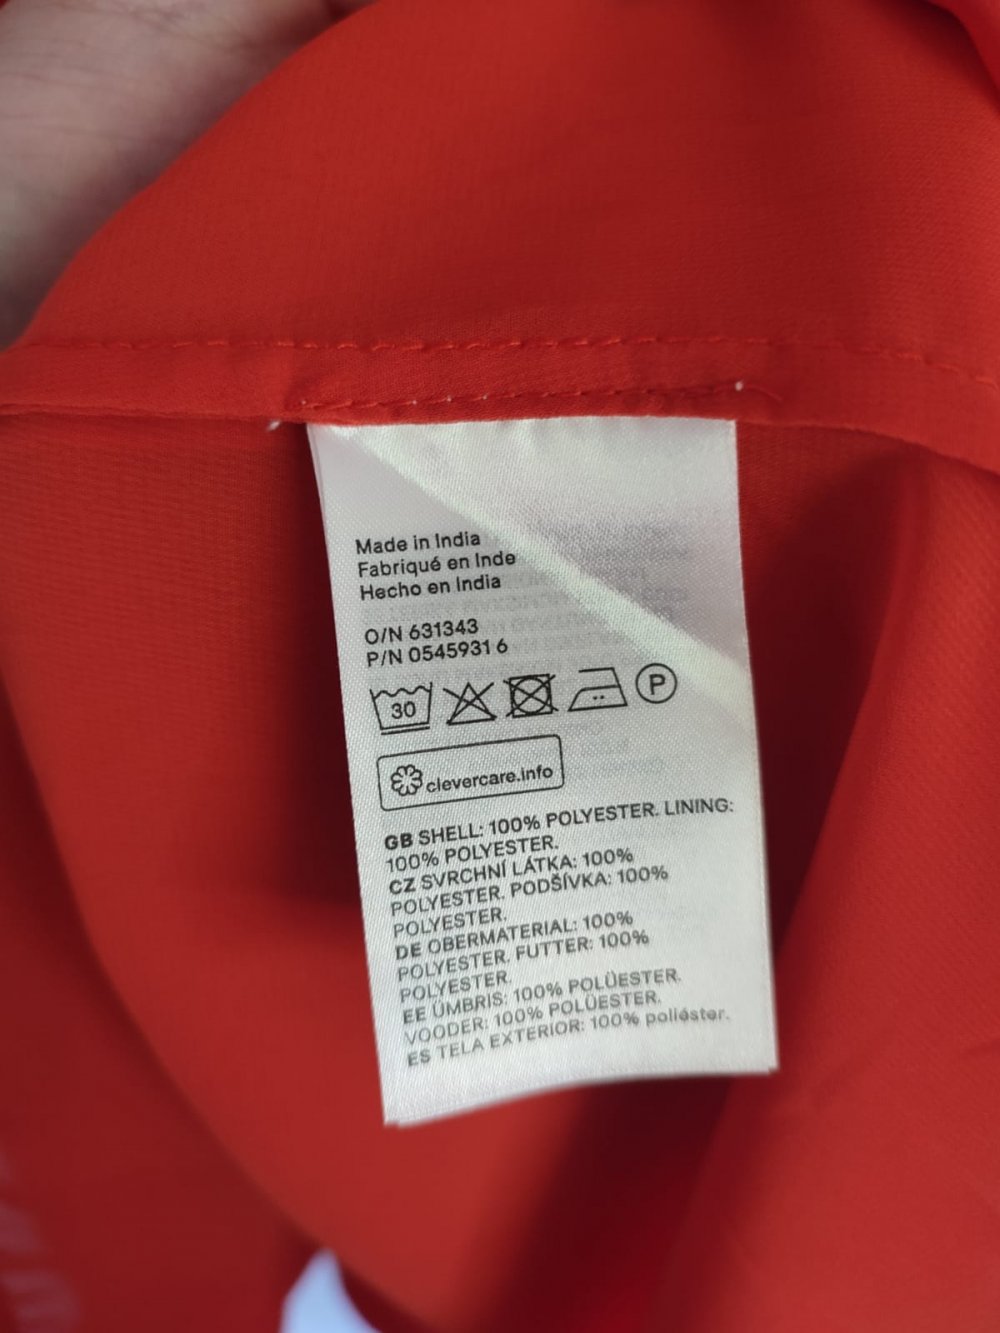 Made in India
Fabriqué en Inde
Hecho en India
O/N 631343
P/N 0545931 6
30
P
clevercare.info
GB SHELL: 100% POLYESTER. LINING:
100% POLYESTER.
CZ SVRCHNÍ LÁTKA: 100%
POLYESTER. PODŠÍVKA: 100%
POLYESTER.
DE OBERMATERIAL: 100%
POLYESTER. FUTTER: 100%
POLYESTER.
EE ÜMBRIS: 100% POLÜESTER.
VOODER: 100% POLÜESTER.
ES TELA EXTERIOR: 100% poliéster.